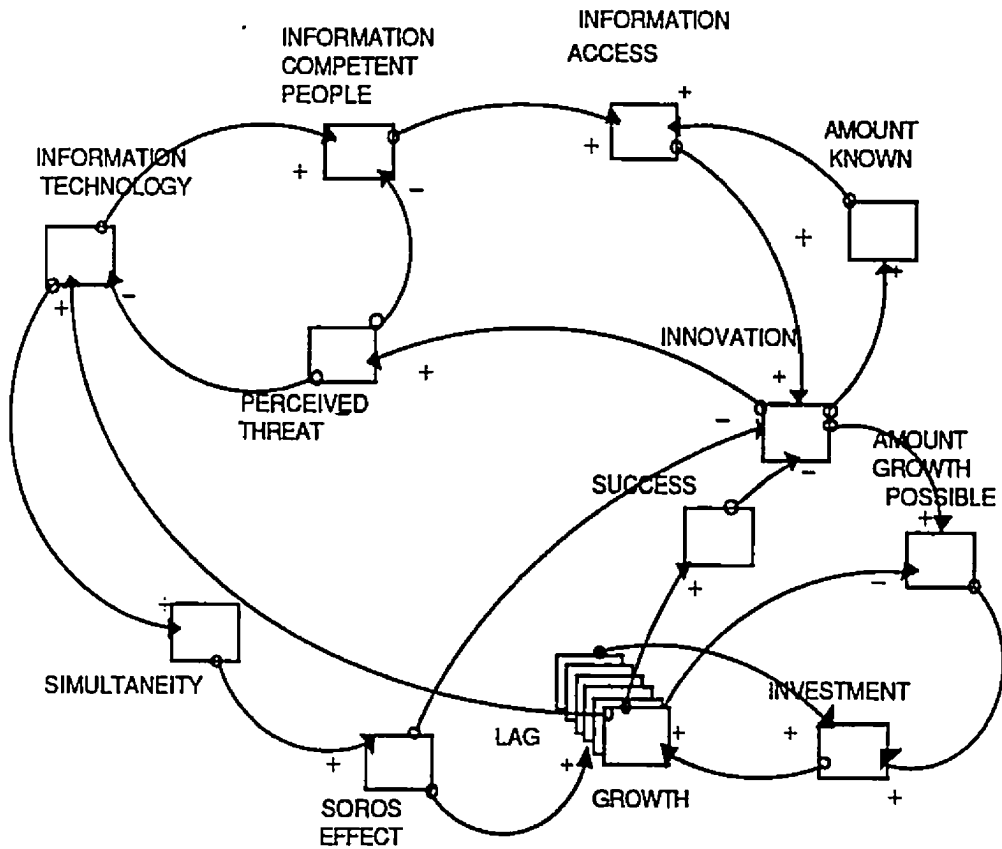 INFORMATION
COMPETENT
PEOPLE
INFORMATION
ACCESS
AMOUNT
KNOWN
INFORMATION
TECHNOLOGY
+
+
+
−
+
+
+
−
INNOVATION
+
+
PERCEIVED
THREAT
−
AMOUNT
GROWTH
POSSIBLE
−
SUCCESS
+
+
−
+
SIMULTANEITY
INVESTMENT
LAG
+
+
+
+
+
GROWTH
SOROS
EFFECT